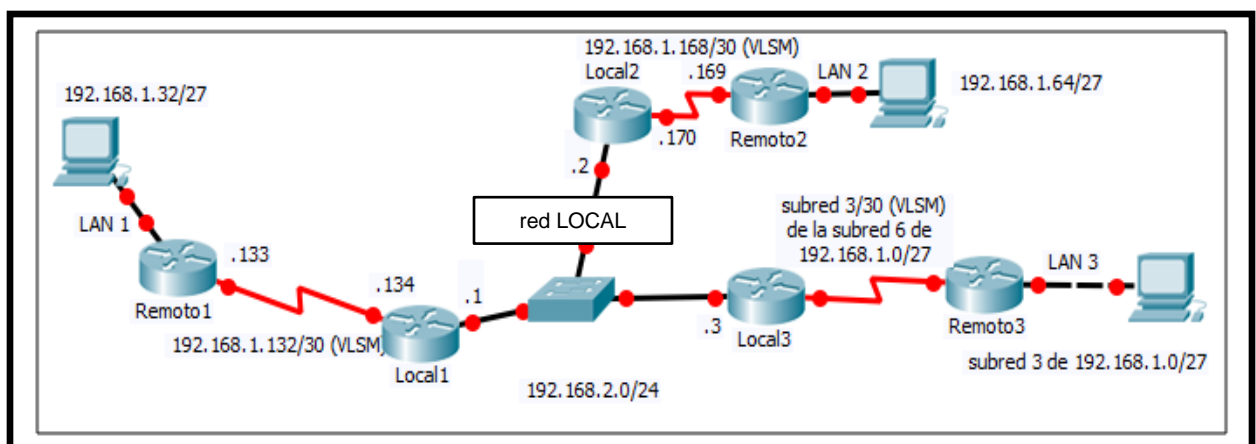 192.168.1.168/30 (VLSM)
Local2
.169
LAN 2
192.168.1.64/27
192.168.1.32/27
.170
Remoto2
.2
LAN 1
red LOCAL
subred 3/30 (VLSM)
de la subred 6 de
192.168.1.0/27
.133
LAN 3
.134
.1
Remoto1
.3
Local3
Remoto3
192.168.1.132/30 (VLSM)
Local1
subred 3 de 192.168.1.0/27
192.168.2.0/24